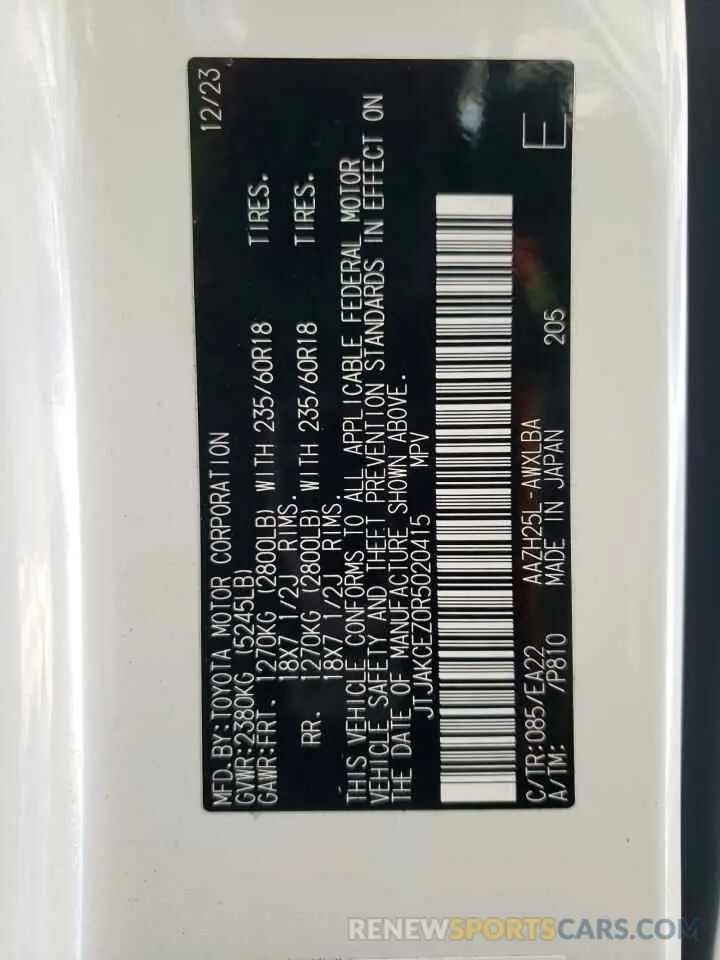 MFD.BY:TOYOTA MOTOR CORPORATION 12/23
GVWR:2380KG (5245LB)
GAWR:FRT. 1270KG (2800LB) WITH 235/60R18 TIRES.
18X7 1/2J RIMS.
RR. 1270KG (2800LB) WITH 235/60R18 TIRES.
18X7 1/2J RIMS.
THIS VEHICLE CONFORMS TO ALL APPLICABLE FEDERAL MOTOR
VEHICLE SAFETY AND THEFT PREVENTION STANDARDS IN EFFECT ON
THE DATE OF MANUFACTURE SHOWN ABOVE.
JTJAKCEZ0R5020415 MPV
C/TR:085/EA22 AAZH25L-AWXLBA E
A/TM: /P810 MADE IN JAPAN 205
RENEWSPORTSCARS.COM